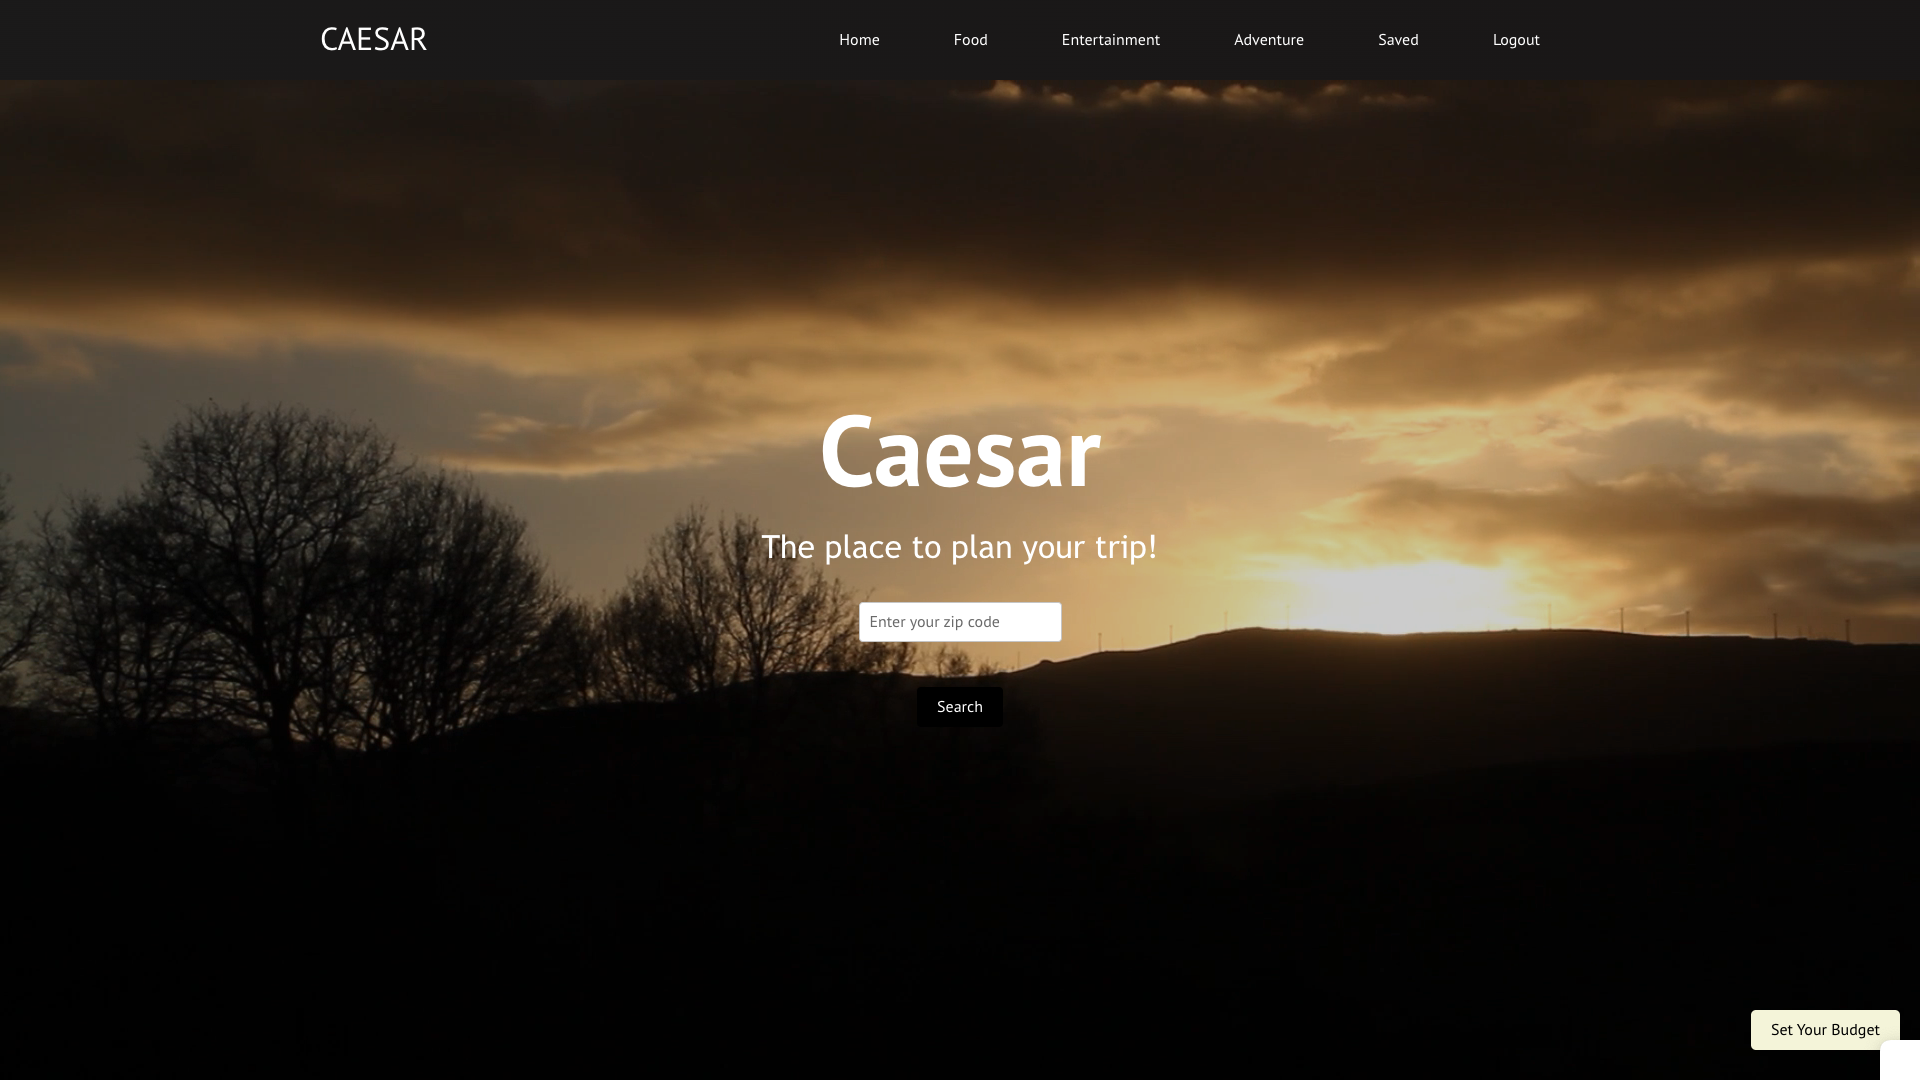 CAESAR
Home
Food
Entertainment
Adventure
Saved
Logout
Caesar
The place to plan your trip!
Enter your zip code
Search
Set Your Budget